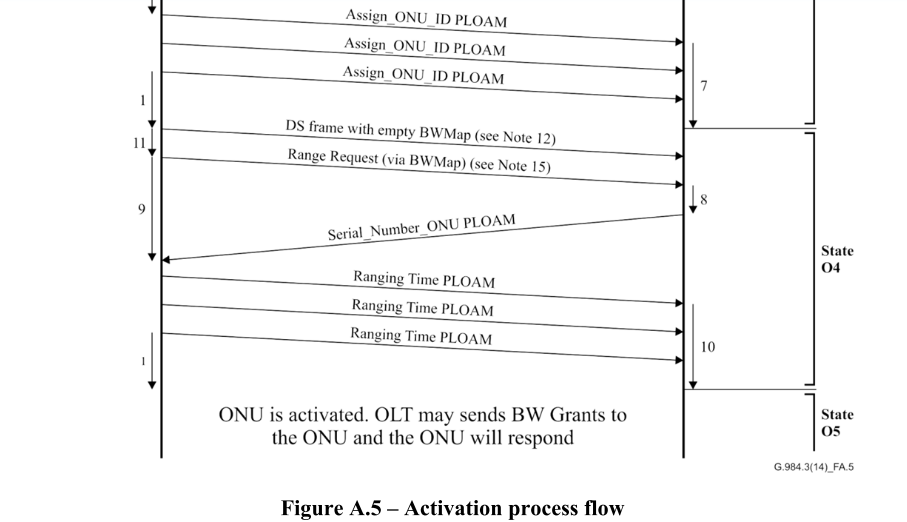 Assign_ONU_ID PLOAM
Assign_ONU_ID PLOAM
Assign_ONU_ID PLOAM
7
1
DS frame with empty BWMap (see Note 12)
11
Range Request (via BWMap) (see Note 15)
8
9
Serial_Number_ONU PLOAM
State
O4
Ranging Time PLOAM
Ranging Time PLOAM
Ranging Time PLOAM
10
1
ONU is activated. OLT may sends BW Grants to
the ONU and the ONU will respond
State
O5
G.984.3(14)_FA.5
Figure A.5 – Activation process flow